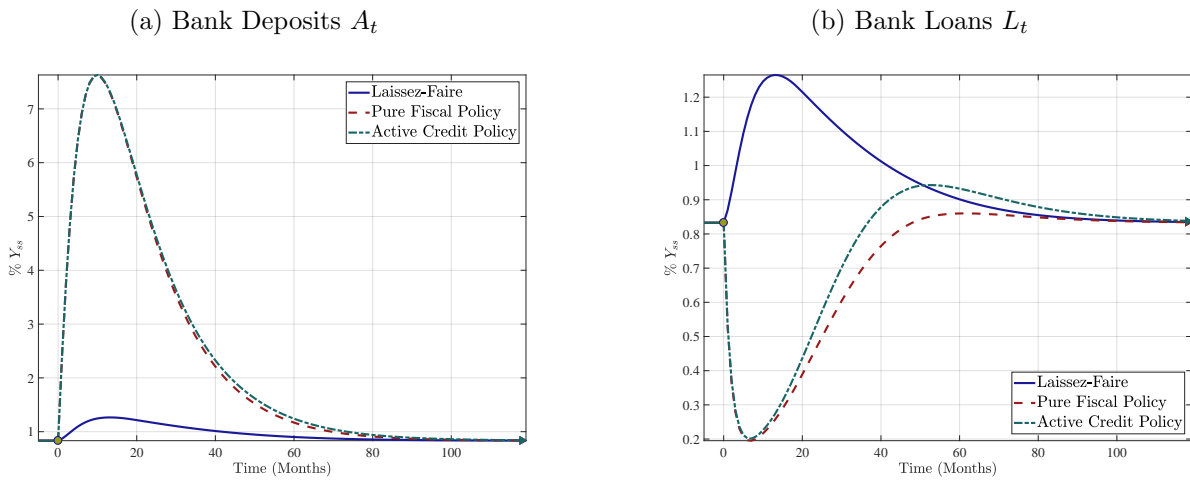 (a) Bank Deposits A_t
7
6
5
4
3
2
1
% Y_ss
0
20
40
60
80
100
Time (Months)
Laissez-Faire
Pure Fiscal Policy
Active Credit Policy
(b) Bank Loans L_t
1.2
1.1
1
0.9
0.8
0.7
0.6
0.5
0.4
0.3
0.2
% Y_ss
0
20
40
60
80
100
Time (Months)
Laissez-Faire
Pure Fiscal Policy
Active Credit Policy